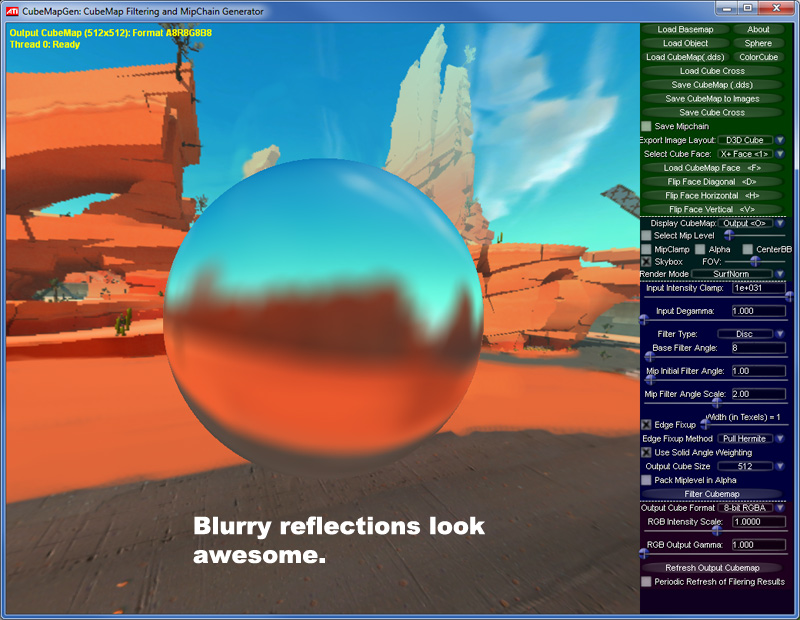 ATI CubeMapGen: CubeMap Filtering and MipChain Generator
Output CubeMap (512x512): Format A8R8G8B8
Thread 0: Ready
Load Basemap About
Load Object Sphere
Load CubeMap(.dds) ColorCube
Load Cube Cross
Save CubeMap (.dds)
Save CubeMap to Images
Save Cube Cross
Save Mipchain
Export Image Layout: D3D Cube
Select Cube Face: X+ Face <1>
Load CubeMap Face <F>
Flip Face Diagonal <D>
Flip Face Horizontal <H>
Flip Face Vertical <V>
Display CubeMap: Output <O>
Select Mip Level
MipClamp Alpha CenterBB
Skybox FOV:
Render Mode SurfNorm
Input Intensity Clamp: 1e+031
Input Degamma: 1.000
Filter Type: Disc
Base Filter Angle: 8
Mip Initial Filter Angle: 1.00
Mip Filter Angle Scale: 2.00
Width (in Texels) = 1
Edge Fixup
Edge Fixup Method Pull Hermite
Use Solid Angle Weighting
Output Cube Size 512
Pack Miplevel in Alpha
Filter Cubemap
Output Cube Format 8-bit RGBA
RGB Intensity Scale: 1.0000
RGB Output Gamma: 1.000
Refresh Output Cubemap
Periodic Refresh of Filering Results
Blurry reflections look
awesome.